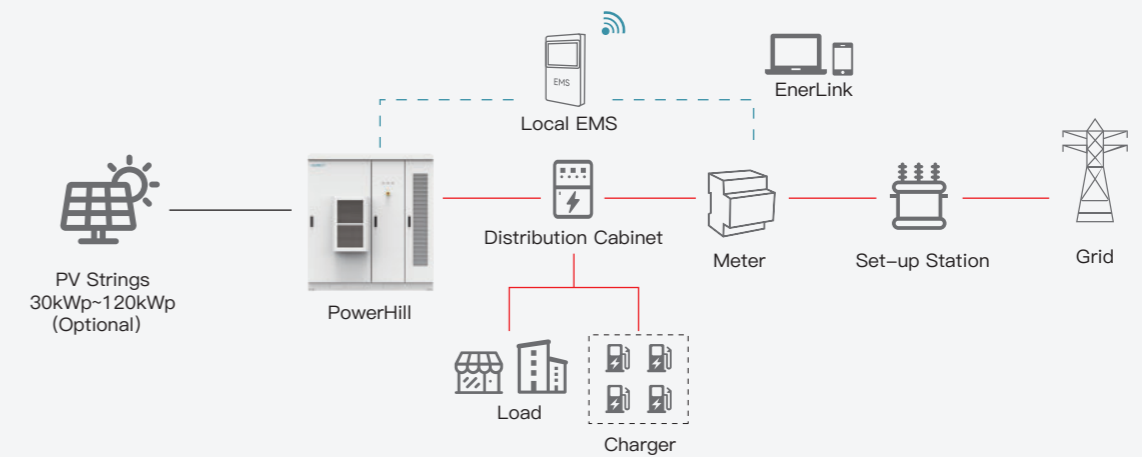 EMS
EnerLink
Local EMS
Distribution Cabinet
Meter
Set-up Station
Grid
PV Strings
30kWp~120kWp
(Optional)
PowerHill
Load
Charger